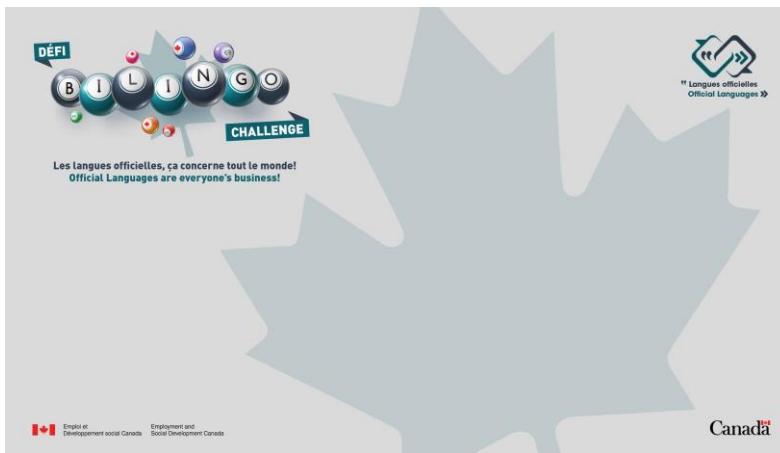 DÉFI
BILINGO
CHALLENGE
Les langues officielles, ça concerne tout le monde!
Official Languages are everyone's business!
“ Langues officielles
Official Languages »
Emploi et
Développement social Canada
Employment and
Social Development Canada
Canada